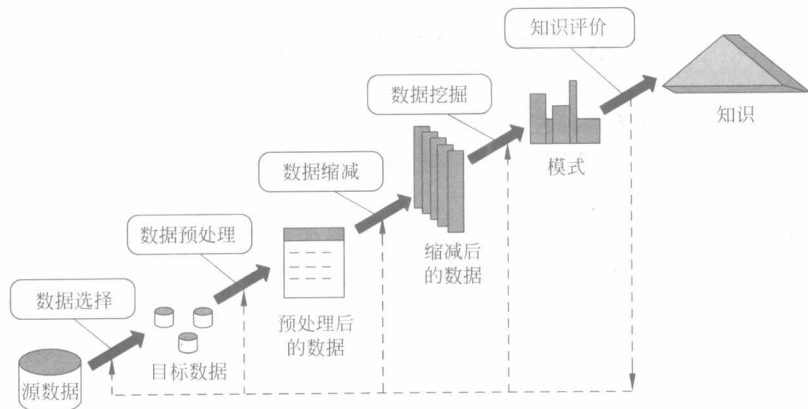 知识评价
知识
数据挖掘
模式
数据缩减
缩减后
的数据
数据预处理
预处理后
的数据
数据选择
目标数据
源数据